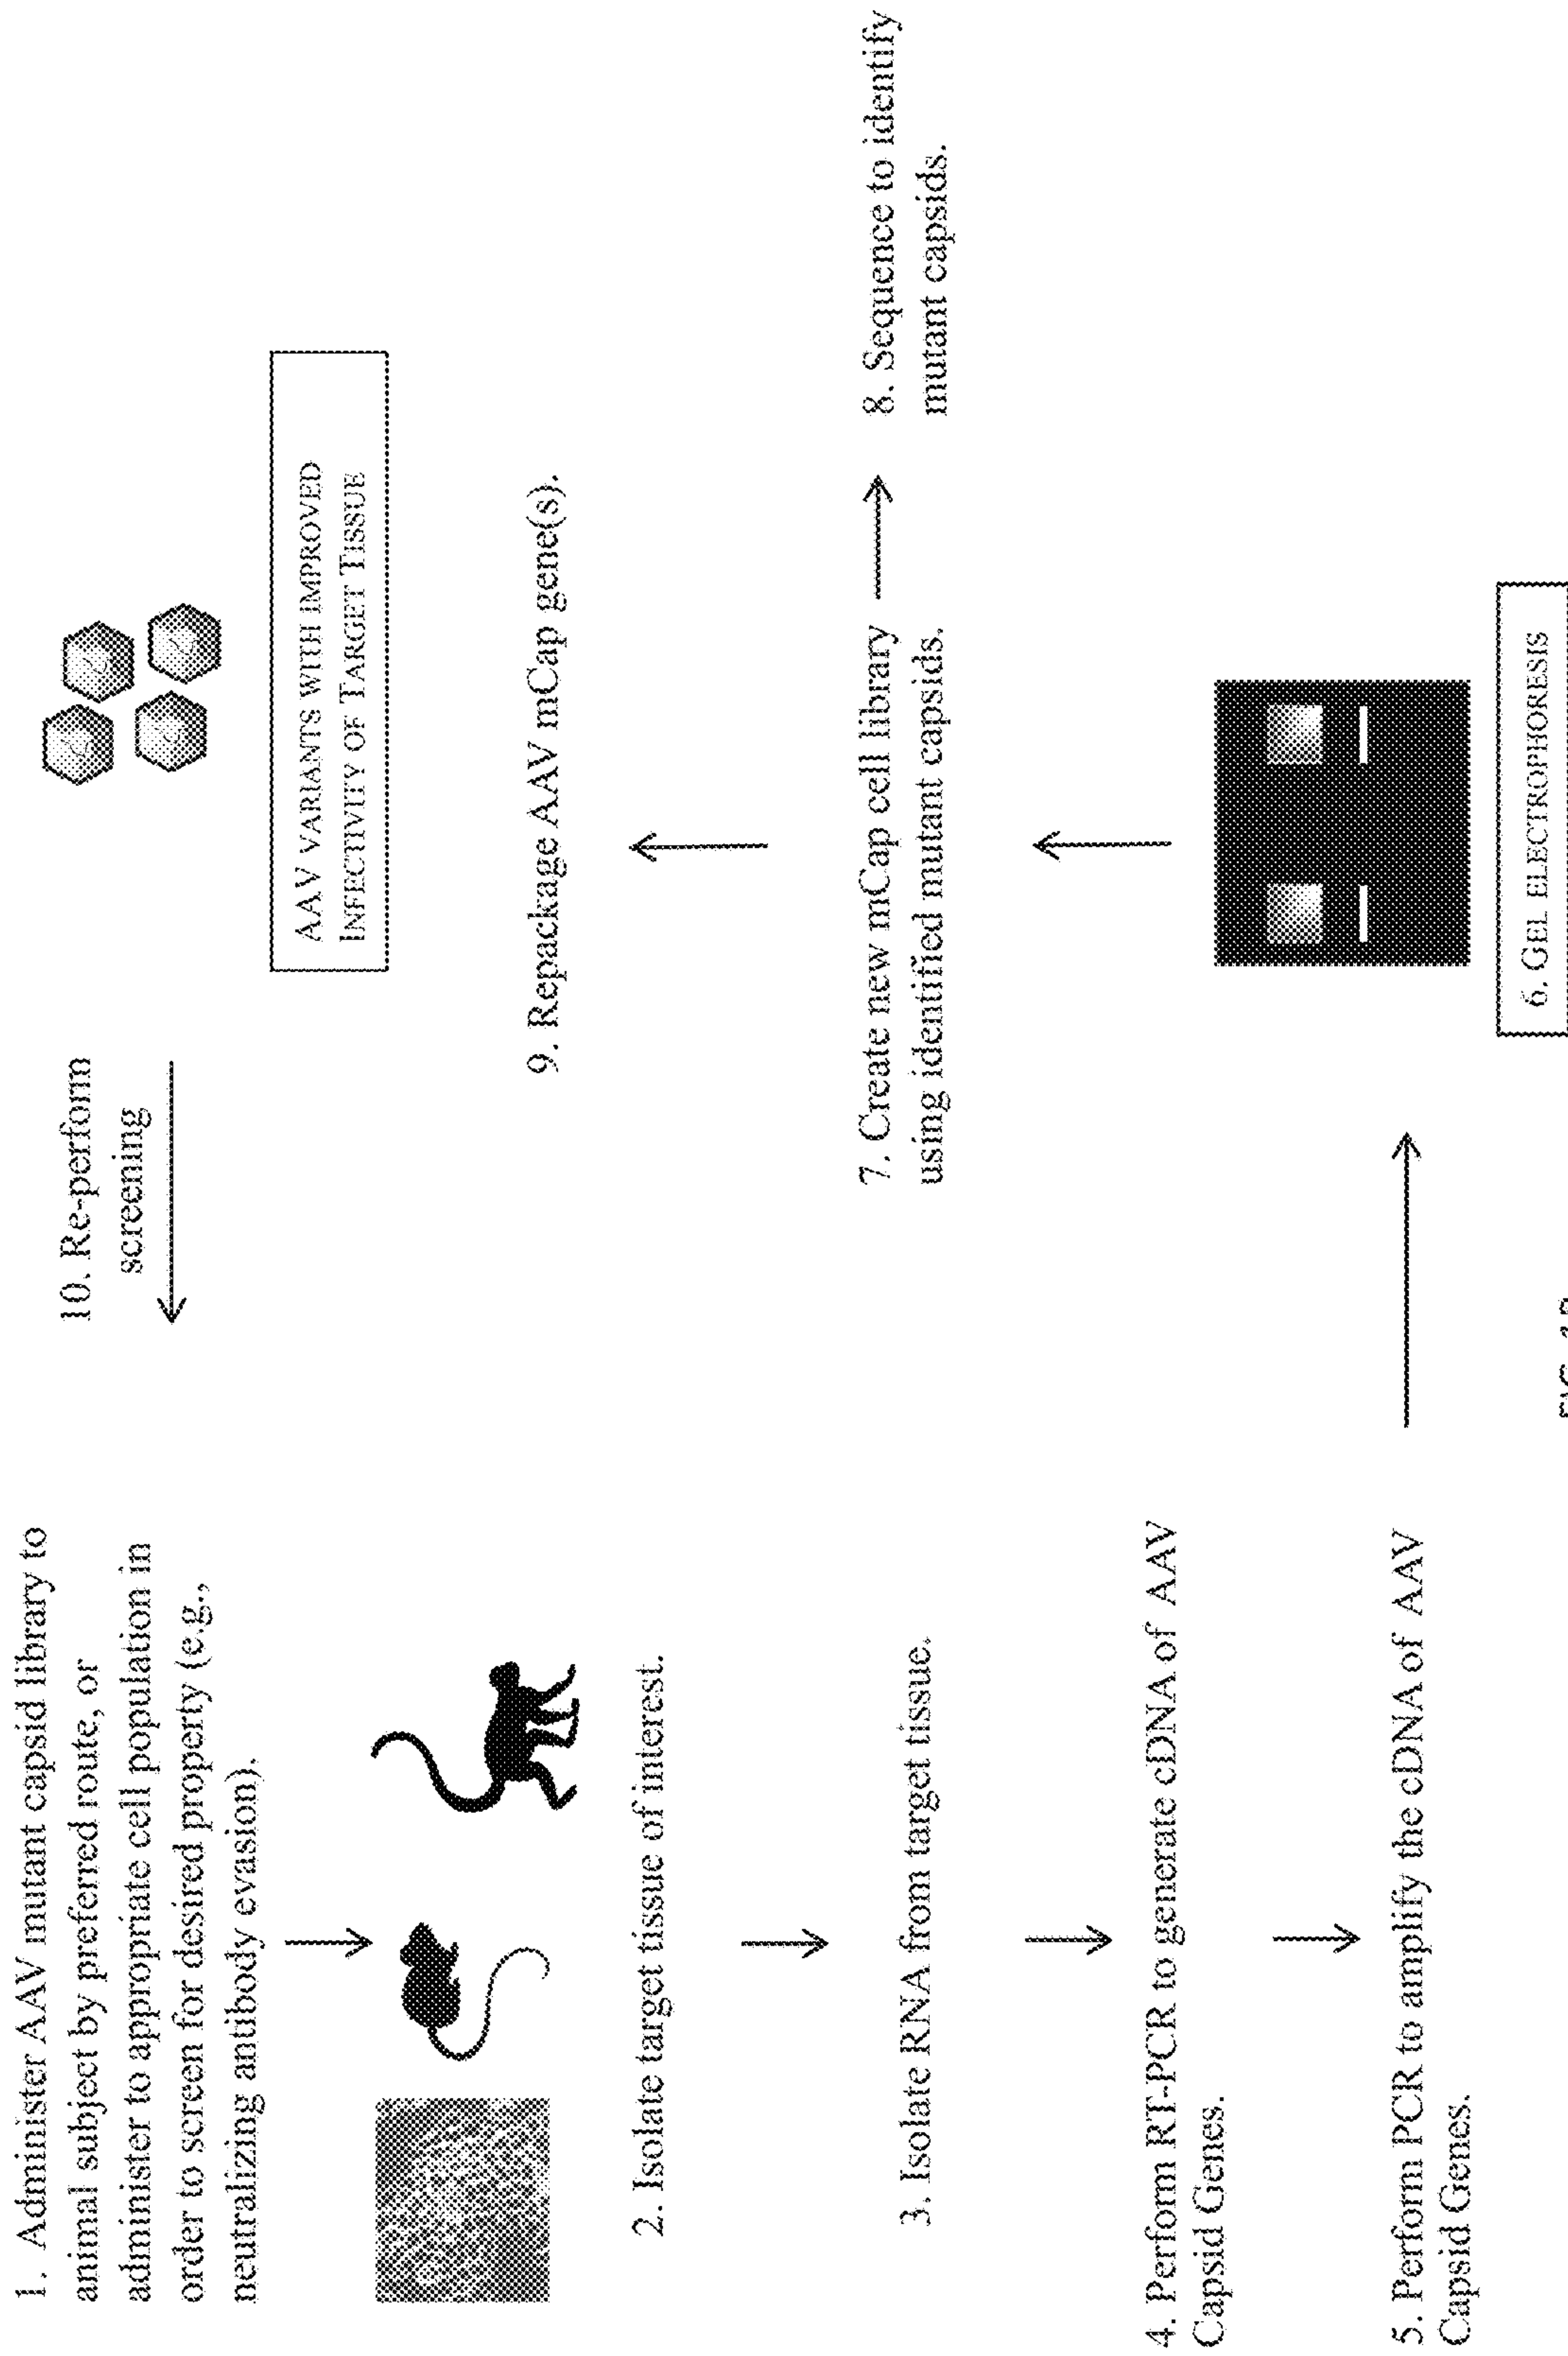 1. Administer AAV mutant capsid library to
animal subject by preferred route, or
administer to appropriate cell population in
order to screen for desired property (e.g.,
neutralizing antibody evasion).
2. Isolate target tissue of interest.
3. Isolate RNA from target tissue.
4. Perform RT-PCR to generate cDNA of AAV
Capsid Genes.
5. Perform PCR to amplify the cDNA of AAV
Capsid Genes.
6. GEL ELECTROPHORESIS
7. Create new mCap cell library
using identified mutant capsids.
8. Sequence to identify
mutant capsids.
9. Repackage AAV mCap gene(s).
AAV VARIANTS WITH IMPROVED
INFECTIVITY OF TARGET TISSUE
10. Re-perform
screening